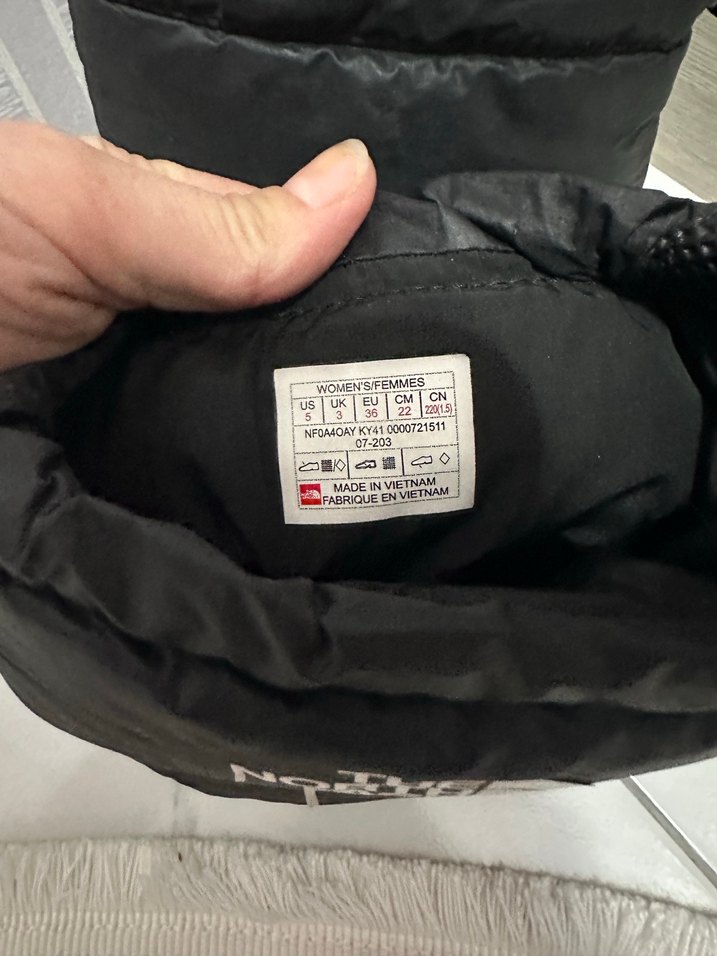 WOMEN'S/FEMMES
US UK EU CM CN
5 3 36 22 220(1.5)
NF0A4OAY KY41 0000721511
07-203
MADE IN VIETNAM
FABRIQUE EN VIETNAM
NORTH